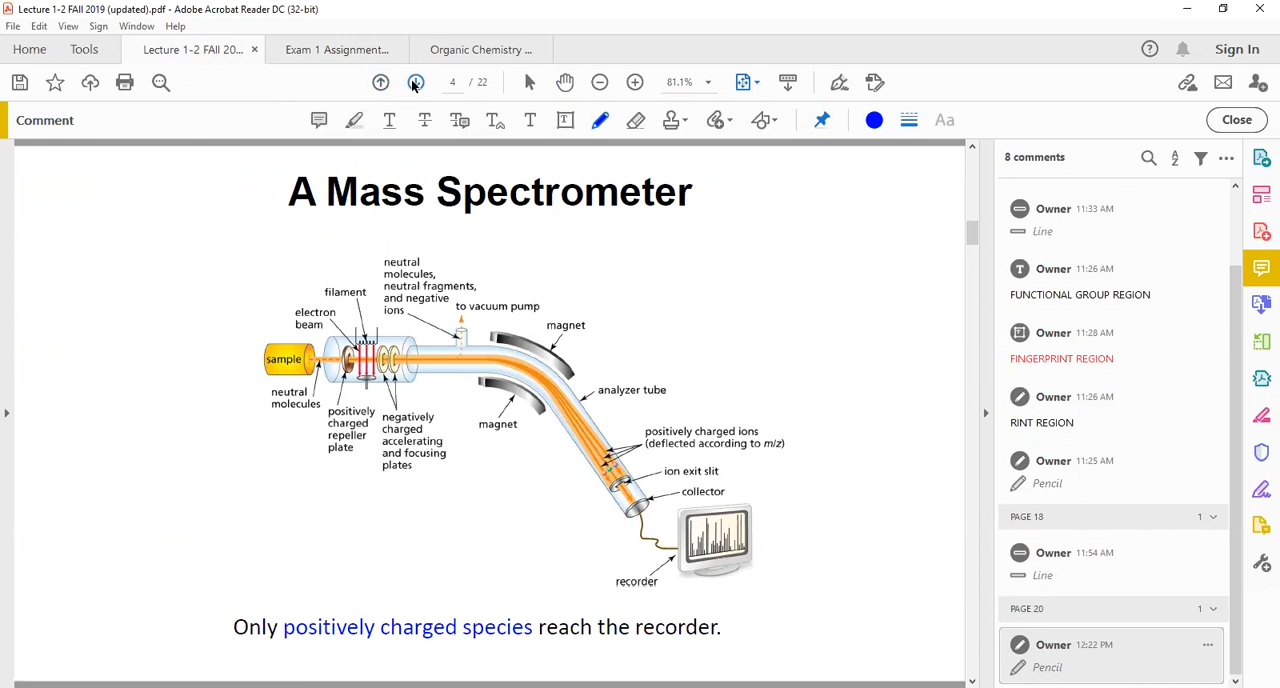 Lecture 1-2 FAll 2019 (updated).pdf - Adobe Acrobat Reader DC (32-bit)
File Edit View Sign Window Help
Home Tools Lecture 1-2 FAll 20... × Exam 1 Assignment... Organic Chemistry ... Sign In
4 / 22 81.1%
Comment Aa Close
A Mass Spectrometer
neutral
molecules,
neutral fragments,
and negative
ions
filament
to vacuum pump
electron
beam
magnet
sample
analyzer tube
neutral
molecules
positively
charged
repeller
plate
negatively
charged
accelerating
and focusing
plates
magnet
positively charged ions
(deflected according to m/z)
ion exit slit
collector
recorder
Only positively charged species reach the recorder.
8 comments
Owner 11:33 AM
Line
Owner 11:26 AM
FUNCTIONAL GROUP REGION
Owner 11:28 AM
FINGERPRINT REGION
Owner 11:26 AM
RINT REGION
Owner 11:25 AM
Pencil
PAGE 18 1
Owner 11:54 AM
Line
PAGE 20 1
Owner 12:22 PM
Pencil